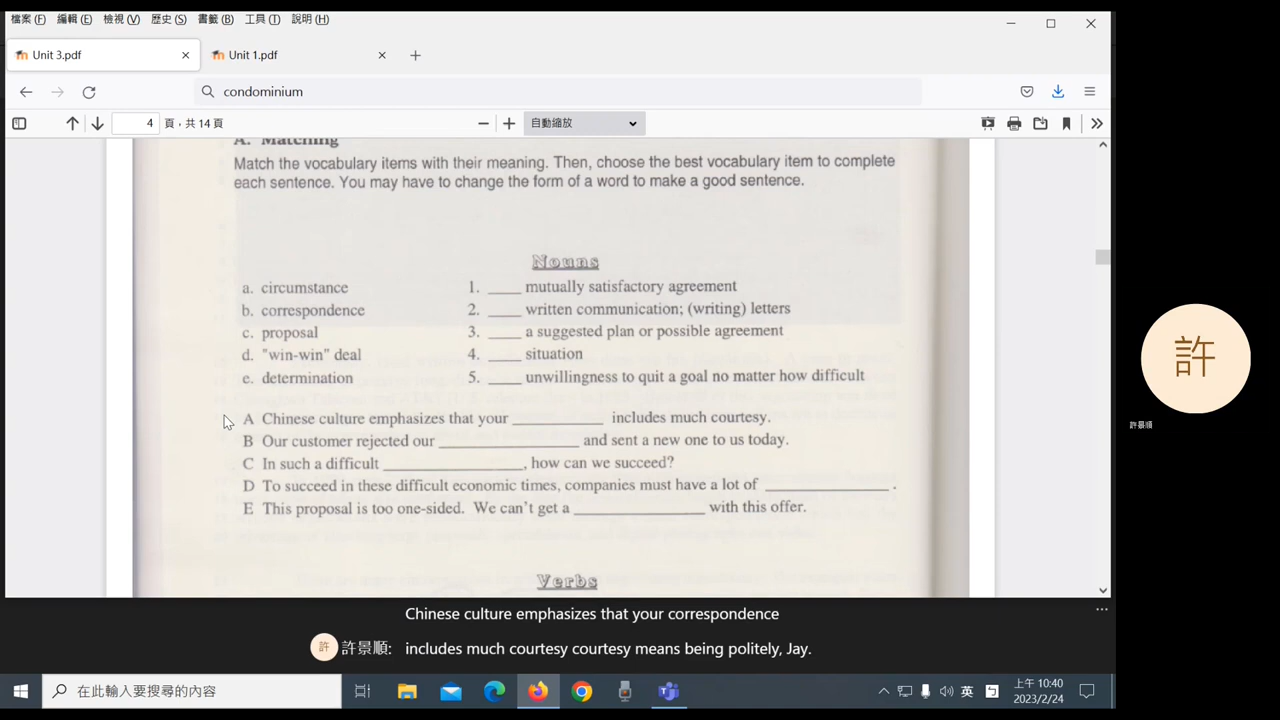 檔案 (F) 編輯 (E) 檢視 (V) 歷史 (S) 書籤 (B) 工具 (T) 說明 (H)
Unit 3.pdf
Unit 1.pdf
condominium
4 頁，共 14 頁
自動縮放
A. Matching
Match the vocabulary items with their meaning. Then, choose the best vocabulary item to complete
each sentence. You may have to change the form of a word to make a good sentence.
Nouns
a. circumstance 1. ____ mutually satisfactory agreement
b. correspondence 2. ____ written communication; (writing) letters
c. proposal 3. ____ a suggested plan or possible agreement
d. "win-win" deal 4. ____ situation
e. determination 5. ____ unwillingness to quit a goal no matter how difficult
A Chinese culture emphasizes that your __________ includes much courtesy.
B Our customer rejected our ________________ and sent a new one to us today.
C In such a difficult ________________, how can we succeed?
D To succeed in these difficult economic times, companies must have a lot of ______________.
E This proposal is too one-sided. We can't get a _______________ with this offer.
Verbs
許
許景順
Chinese culture emphasizes that your correspondence
許 許景順: includes much courtesy courtesy means being politely, Jay.
在此輸入要搜尋的內容
英
上午 10:40
2023/2/24